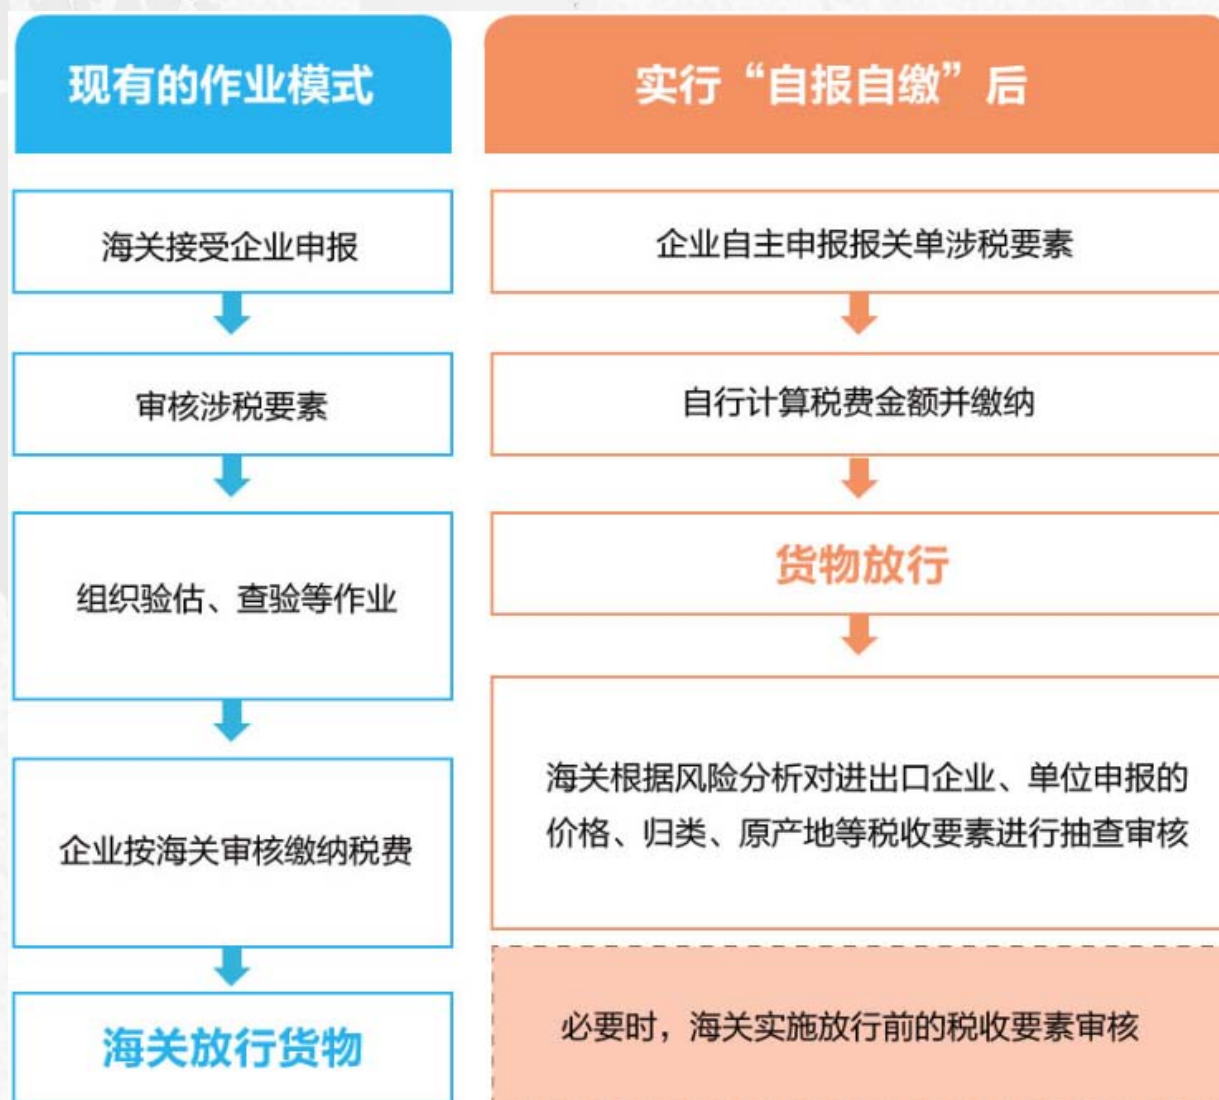 现有的作业模式
海关接受企业申报
审核涉税要素
组织验估、查验等作业
企业按海关审核缴纳税费
海关放行货物
实行“自报自缴”后
企业自主申报报关单涉税要素
自行计算税费金额并缴纳
货物放行
海关根据风险分析对进出口企业、单位申报的
价格、归类、原产地等税收要素进行抽查审核
必要时，海关实施放行前的税收要素审核